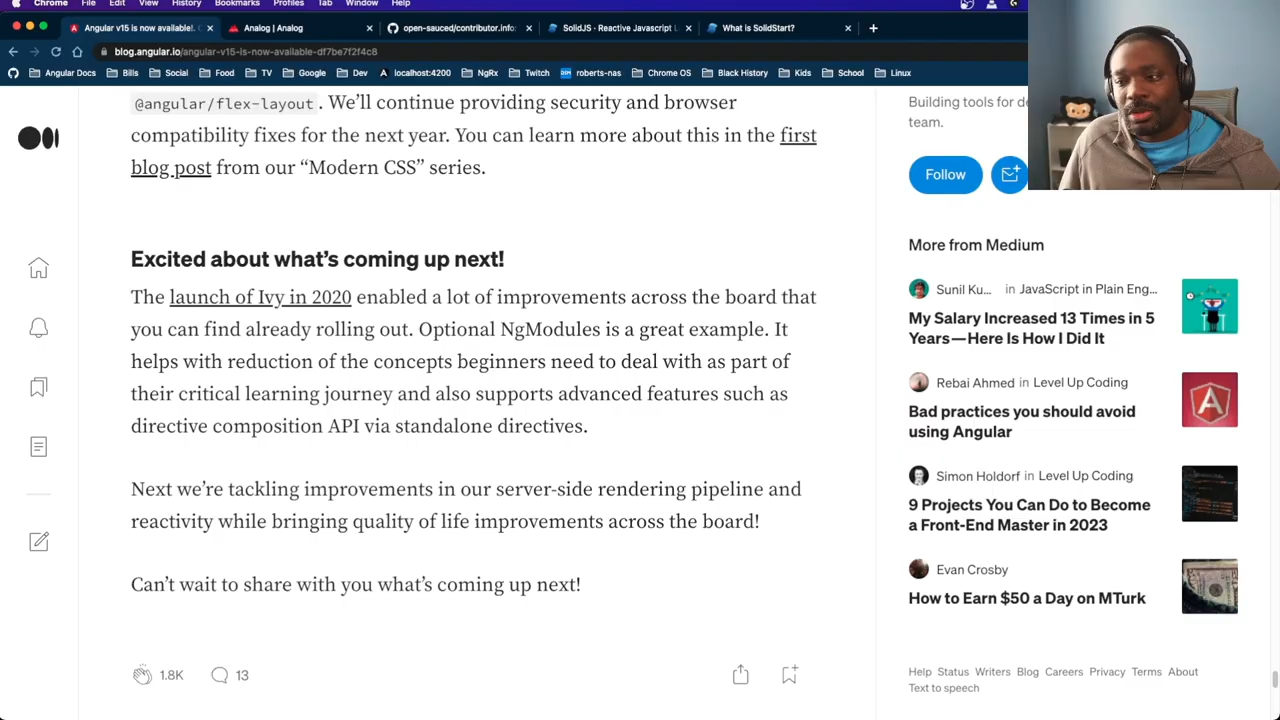 Chrome File Edit View History Bookmarks Profiles Tab Window Help
Angular v15 is now available!. C
Analog | Analog
open-sauced/contributor.info:
SolidJS · Reactive Javascript L
What is SolidStart?
blog.angular.io/angular-v15-is-now-available-df7be7f2f4c8
Angular Docs Bills Social Food TV Google Dev localhost:4200 NgRx Twitch roberts-nas Chrome OS Black History Kids School Linux
@angular/flex-layout. We’ll continue providing security and browser
compatibility fixes for the next year. You can learn more about this in the first
blog post from our “Modern CSS” series.
Excited about what’s coming up next!
The launch of Ivy in 2020 enabled a lot of improvements across the board that
you can find already rolling out. Optional NgModules is a great example. It
helps with reduction of the concepts beginners need to deal with as part of
their critical learning journey and also supports advanced features such as
directive composition API via standalone directives.
Next we’re tackling improvements in our server-side rendering pipeline and
reactivity while bringing quality of life improvements across the board!
Can’t wait to share with you what’s coming up next!
1.8K 13
Building tools for de
team.
Follow
More from Medium
Sunil Ku... in JavaScript in Plain Eng...
My Salary Increased 13 Times in 5
Years—Here Is How I Did It
Rebai Ahmed in Level Up Coding
Bad practices you should avoid
using Angular
Simon Holdorf in Level Up Coding
9 Projects You Can Do to Become
a Front-End Master in 2023
Evan Crosby
How to Earn $50 a Day on MTurk
Help Status Writers Blog Careers Privacy Terms About
Text to speech